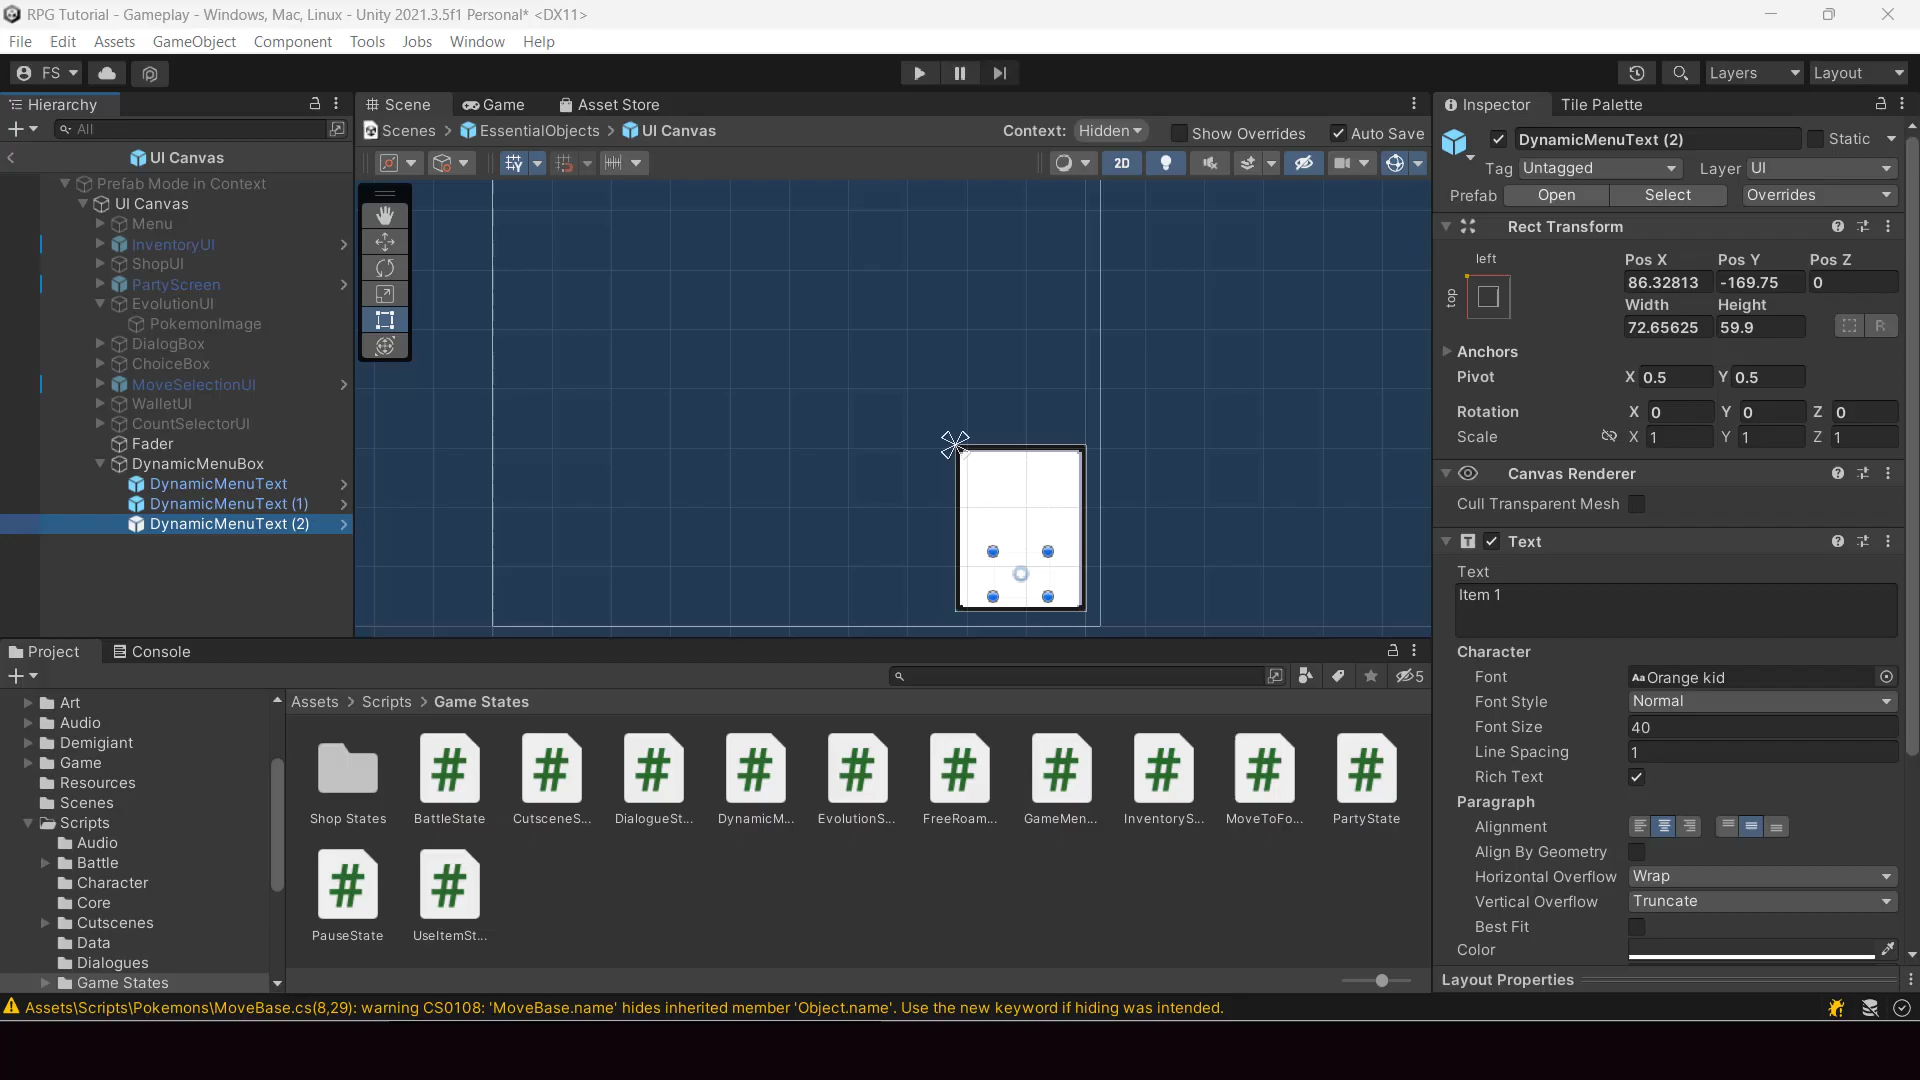 RPG Tutorial - Gameplay - Windows, Mac, Linux - Unity 2021.3.5f1 Personal* <DX11>
File Edit Assets GameObject Component Tools Jobs Window Help
FS Layers Layout
Hierarchy
All
UI Canvas
Prefab Mode in Context
UI Canvas
Menu
InventoryUI
ShopUI
PartyScreen
EvolutionUI
PokemonImage
DialogBox
ChoiceBox
MoveSelectionUI
WalletUI
CountSelectorUI
Fader
DynamicMenuBox
DynamicMenuText
DynamicMenuText (1)
DynamicMenuText (2)
Scene Game Asset Store
Scenes > EssentialObjects > UI Canvas Context: Hidden Show Overrides Auto Save
2D
Inspector Tile Palette
DynamicMenuText (2) Static
Tag Untagged Layer UI
Prefab Open Select Overrides
Rect Transform
left
top
Pos X Pos Y Pos Z
86.32813 -169.75 0
Width Height
72.65625 59.9 R
Anchors
Pivot X 0.5 Y 0.5
Rotation X 0 Y 0 Z 0
Scale X 1 Y 1 Z 1
Canvas Renderer
Cull Transparent Mesh
Text
Text
Item 1
Character
Font Aa Orange kid
Font Style Normal
Font Size 40
Line Spacing 1
Rich Text
Paragraph
Alignment
Align By Geometry
Horizontal Overflow Wrap
Vertical Overflow Truncate
Best Fit
Color
Layout Properties
Project Console
5
Art
Audio
Demigiant
Game
Resources
Scenes
Scripts
Audio
Battle
Character
Core
Cutscenes
Data
Dialogues
Game States
Assets > Scripts > Game States
Shop States BattleState CutsceneS... DialogueSt... DynamicM... EvolutionS... FreeRoam... GameMen... InventoryS... MoveToFo... PartyState
PauseState UseItemSt...
Assets\Scripts\Pokemons\MoveBase.cs(8,29): warning CS0108: 'MoveBase.name' hides inherited member 'Object.name'. Use the new keyword if hiding was intended.